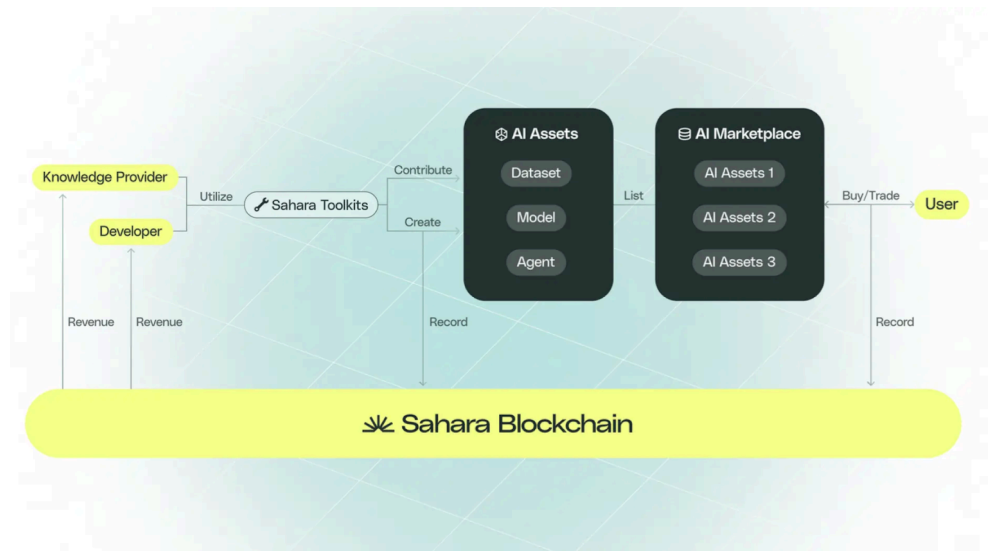 AI Assets
AI Marketplace
Knowledge Provider
Contribute
Dataset
AI Assets 1
Utilize
Sahara Toolkits
List
Buy/Trade
User
Developer
Create
Model
AI Assets 2
Agent
AI Assets 3
Revenue
Revenue
Record
Record
Sahara Blockchain